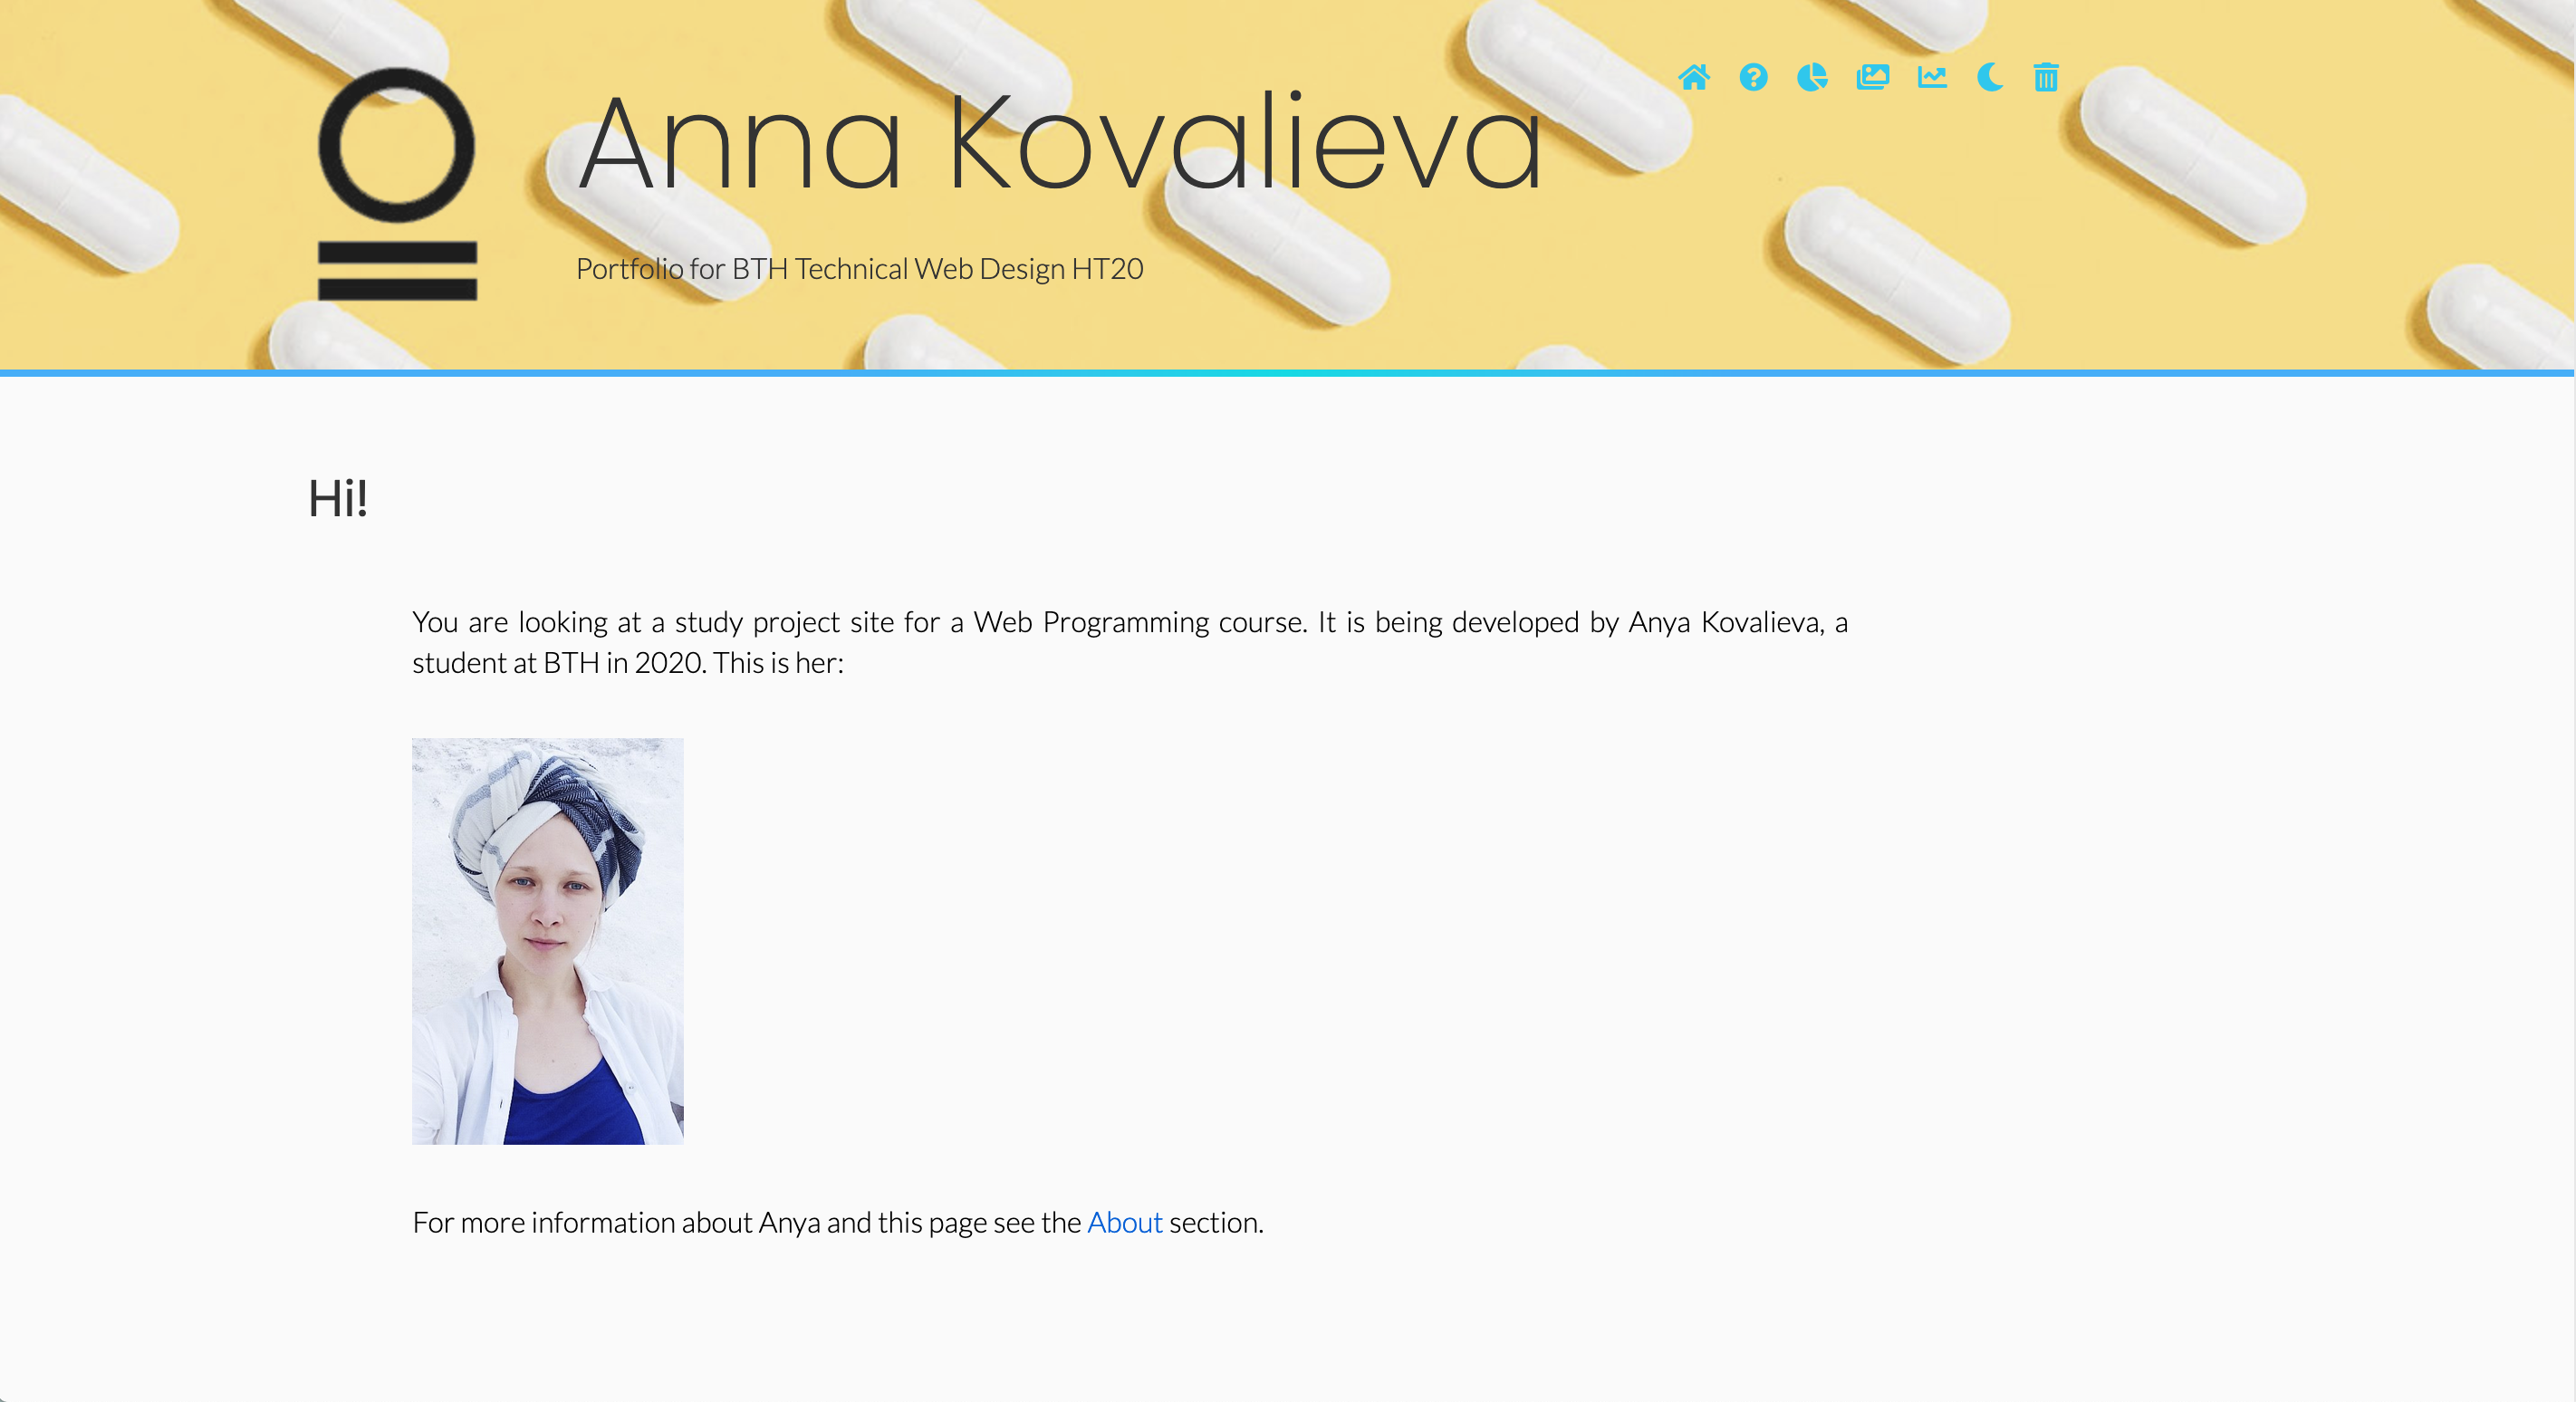 Anna Kovalieva
Portfolio for BTH Technical Web Design HT20
Hi!
You are looking at a study project site for a Web Programming course. It is being developed by Anya Kovalieva, a
student at BTH in 2020. This is her:
For more information about Anya and this page see the About section.